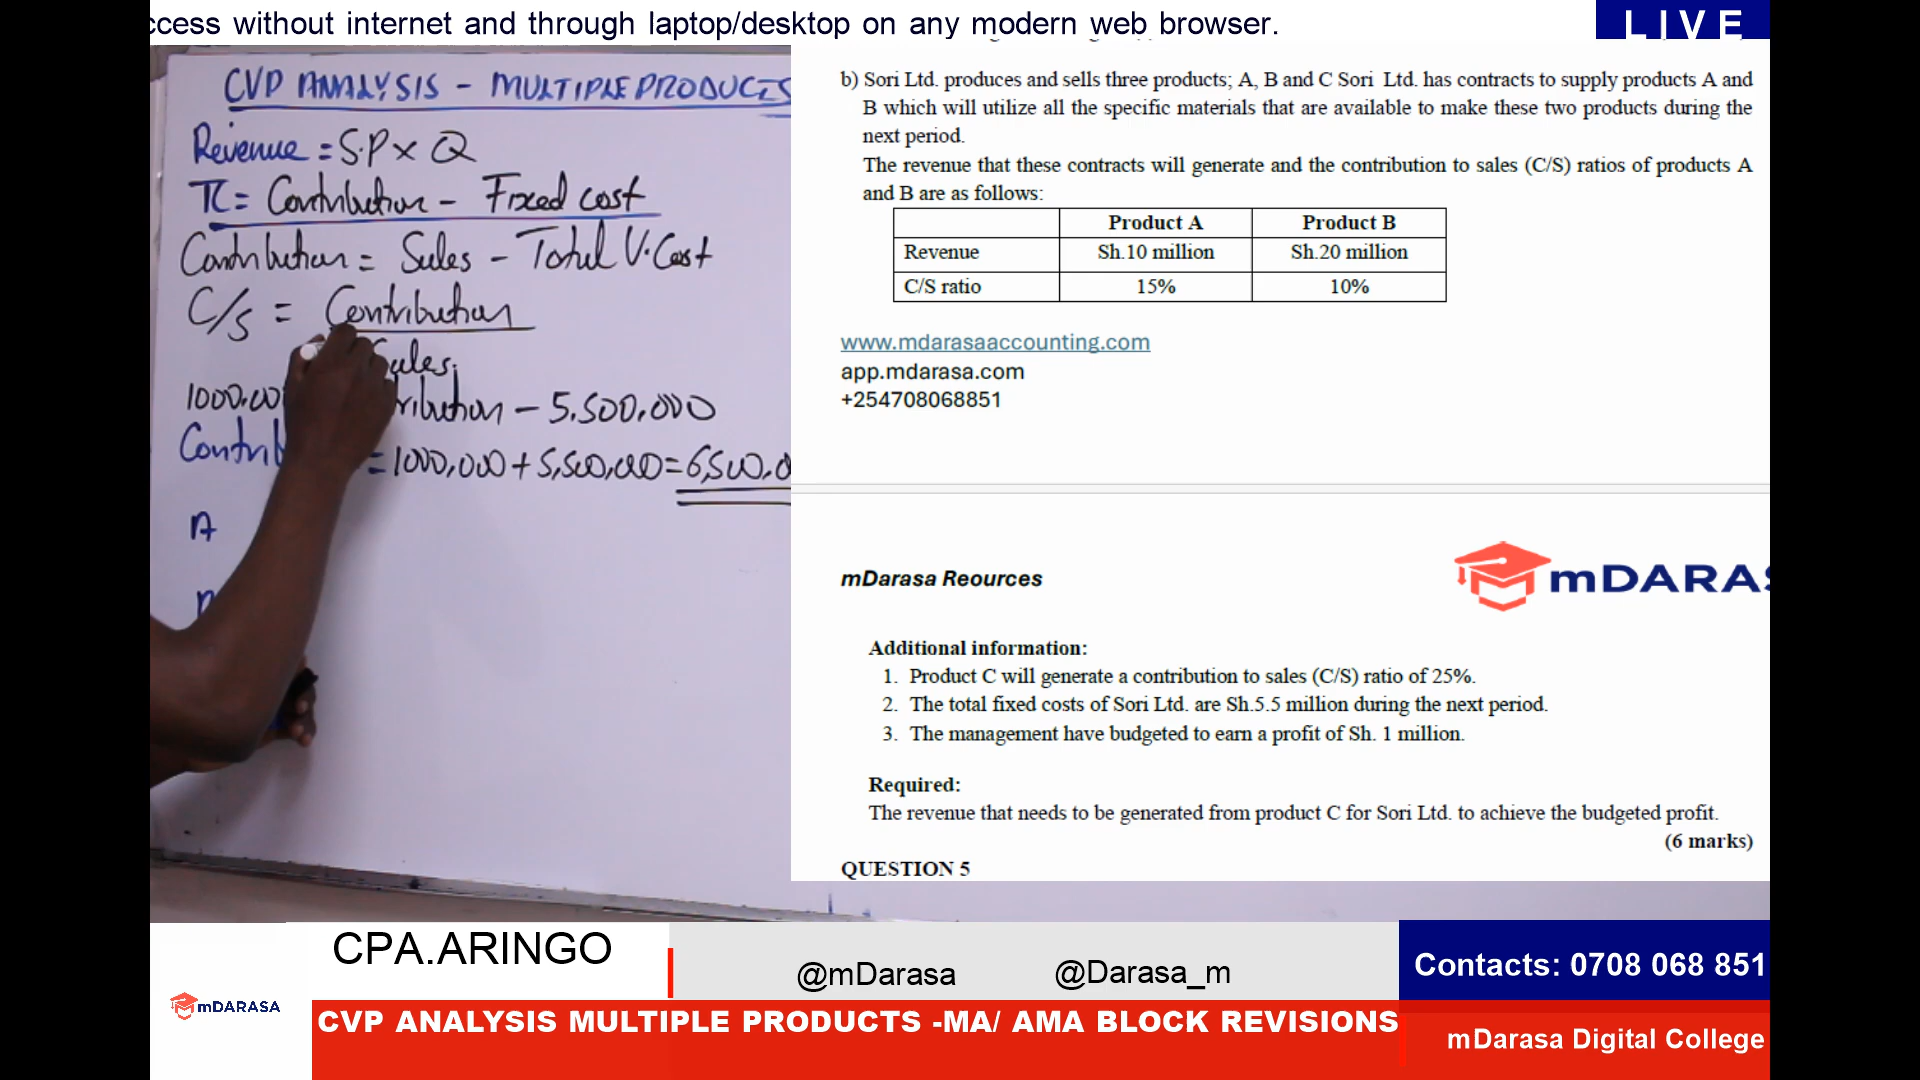 ccess without internet and through laptop/desktop on any modern web browser.
LIVE
CVP ANALYSIS - MULTIPLE PRODUCTS
Revenue = S.P x Q
π = Contribution - Fixed cost
Contribution = Sales - Total V. Cost
C/S = Contribution
Sales.
- 5,500,000
= 1000,000 + 5,500,000 =
A
b) Sori Ltd. produces and sells three products; A, B and C Sori Ltd. has contracts to supply products A and
B which will utilize all the specific materials that are available to make these two products during the
next period.
The revenue that these contracts will generate and the contribution to sales (C/S) ratios of products A
and B are as follows:
Product A Product B
Revenue Sh.10 million Sh.20 million
C/S ratio 15% 10%
www.mdarasaaccounting.com
app.mdarasa.com
+254708068851
mDarasa Reources
mDARAS
Additional information:
1. Product C will generate a contribution to sales (C/S) ratio of 25%.
2. The total fixed costs of Sori Ltd. are Sh.5.5 million during the next period.
3. The management have budgeted to earn a profit of Sh. 1 million.
Required:
The revenue that needs to be generated from product C for Sori Ltd. to achieve the budgeted profit.
(6 marks)
QUESTION 5
CPA.ARINGO
@mDarasa @Darasa_m
Contacts: 0708 068 851
mDARASA
CVP ANALYSIS MULTIPLE PRODUCTS -MA/ AMA BLOCK REVISIONS
mDarasa Digital College